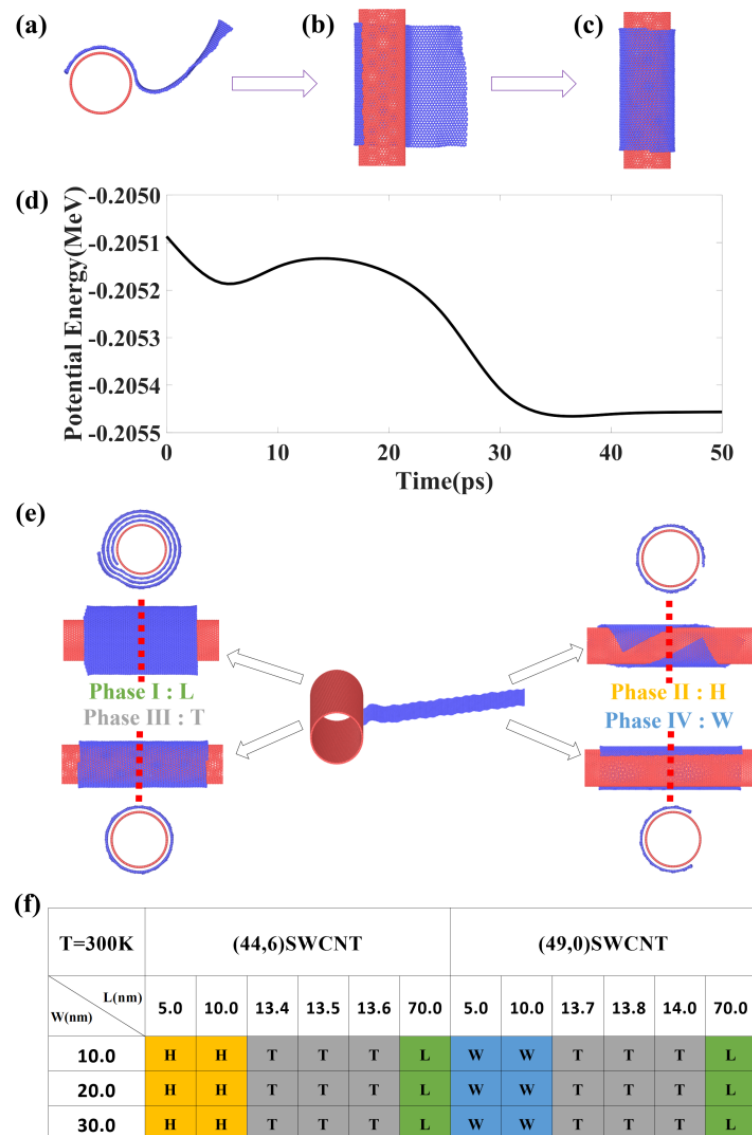 (a)
(b)
(c)
(d)
-0.2050
-0.2051
-0.2052
-0.2053
-0.2054
-0.2055
Potential Energy(MeV)
0 10 20 30 40 50
Time(ps)
(e)
Phase I : L
Phase III : T
Phase II : H
Phase IV : W
(f)
T=300K (44,6)SWCNT (49,0)SWCNT
L(nm)
W(nm)
5.0 10.0 13.4 13.5 13.6 70.0 5.0 10.0 13.7 13.8 14.0 70.0
10.0 H H T T T L W W T T T L
20.0 H H T T T L W W T T T L
30.0 H H T T T L W W T T T L